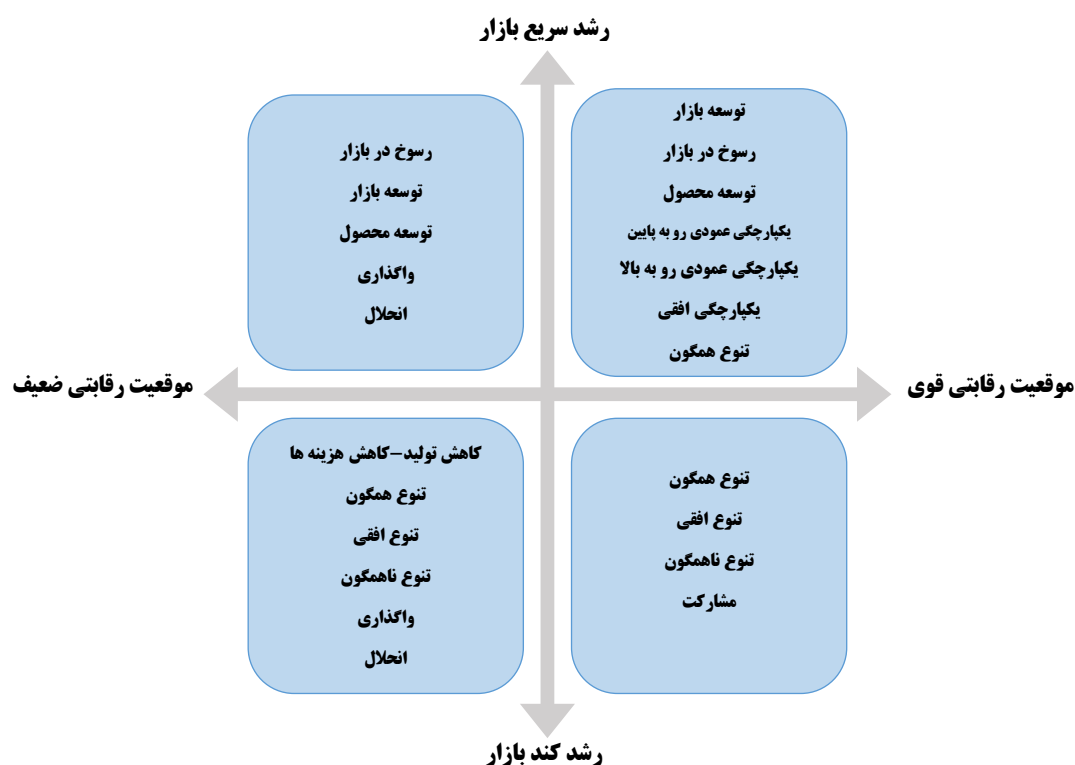 رشد سریع بازار
توسعه بازار
رسوخ در بازار
توسعه محصول
یکپارچگی عمودی رو به پایین
یکپارچگی عمودی رو به بالا
یکپارچگی افقی
تنوع همگون
رسوخ در بازار
توسعه بازار
توسعه محصول
واگذاری
انحلال
موقعیت رقابتی قوی
موقعیت رقابتی ضعیف
تنوع همگون
تنوع افقی
تنوع ناهمگون
مشارکت
کاهش تولید-کاهش هزینه ها
تنوع همگون
تنوع افقی
تنوع ناهمگون
واگذاری
انحلال
رشد کند بازار